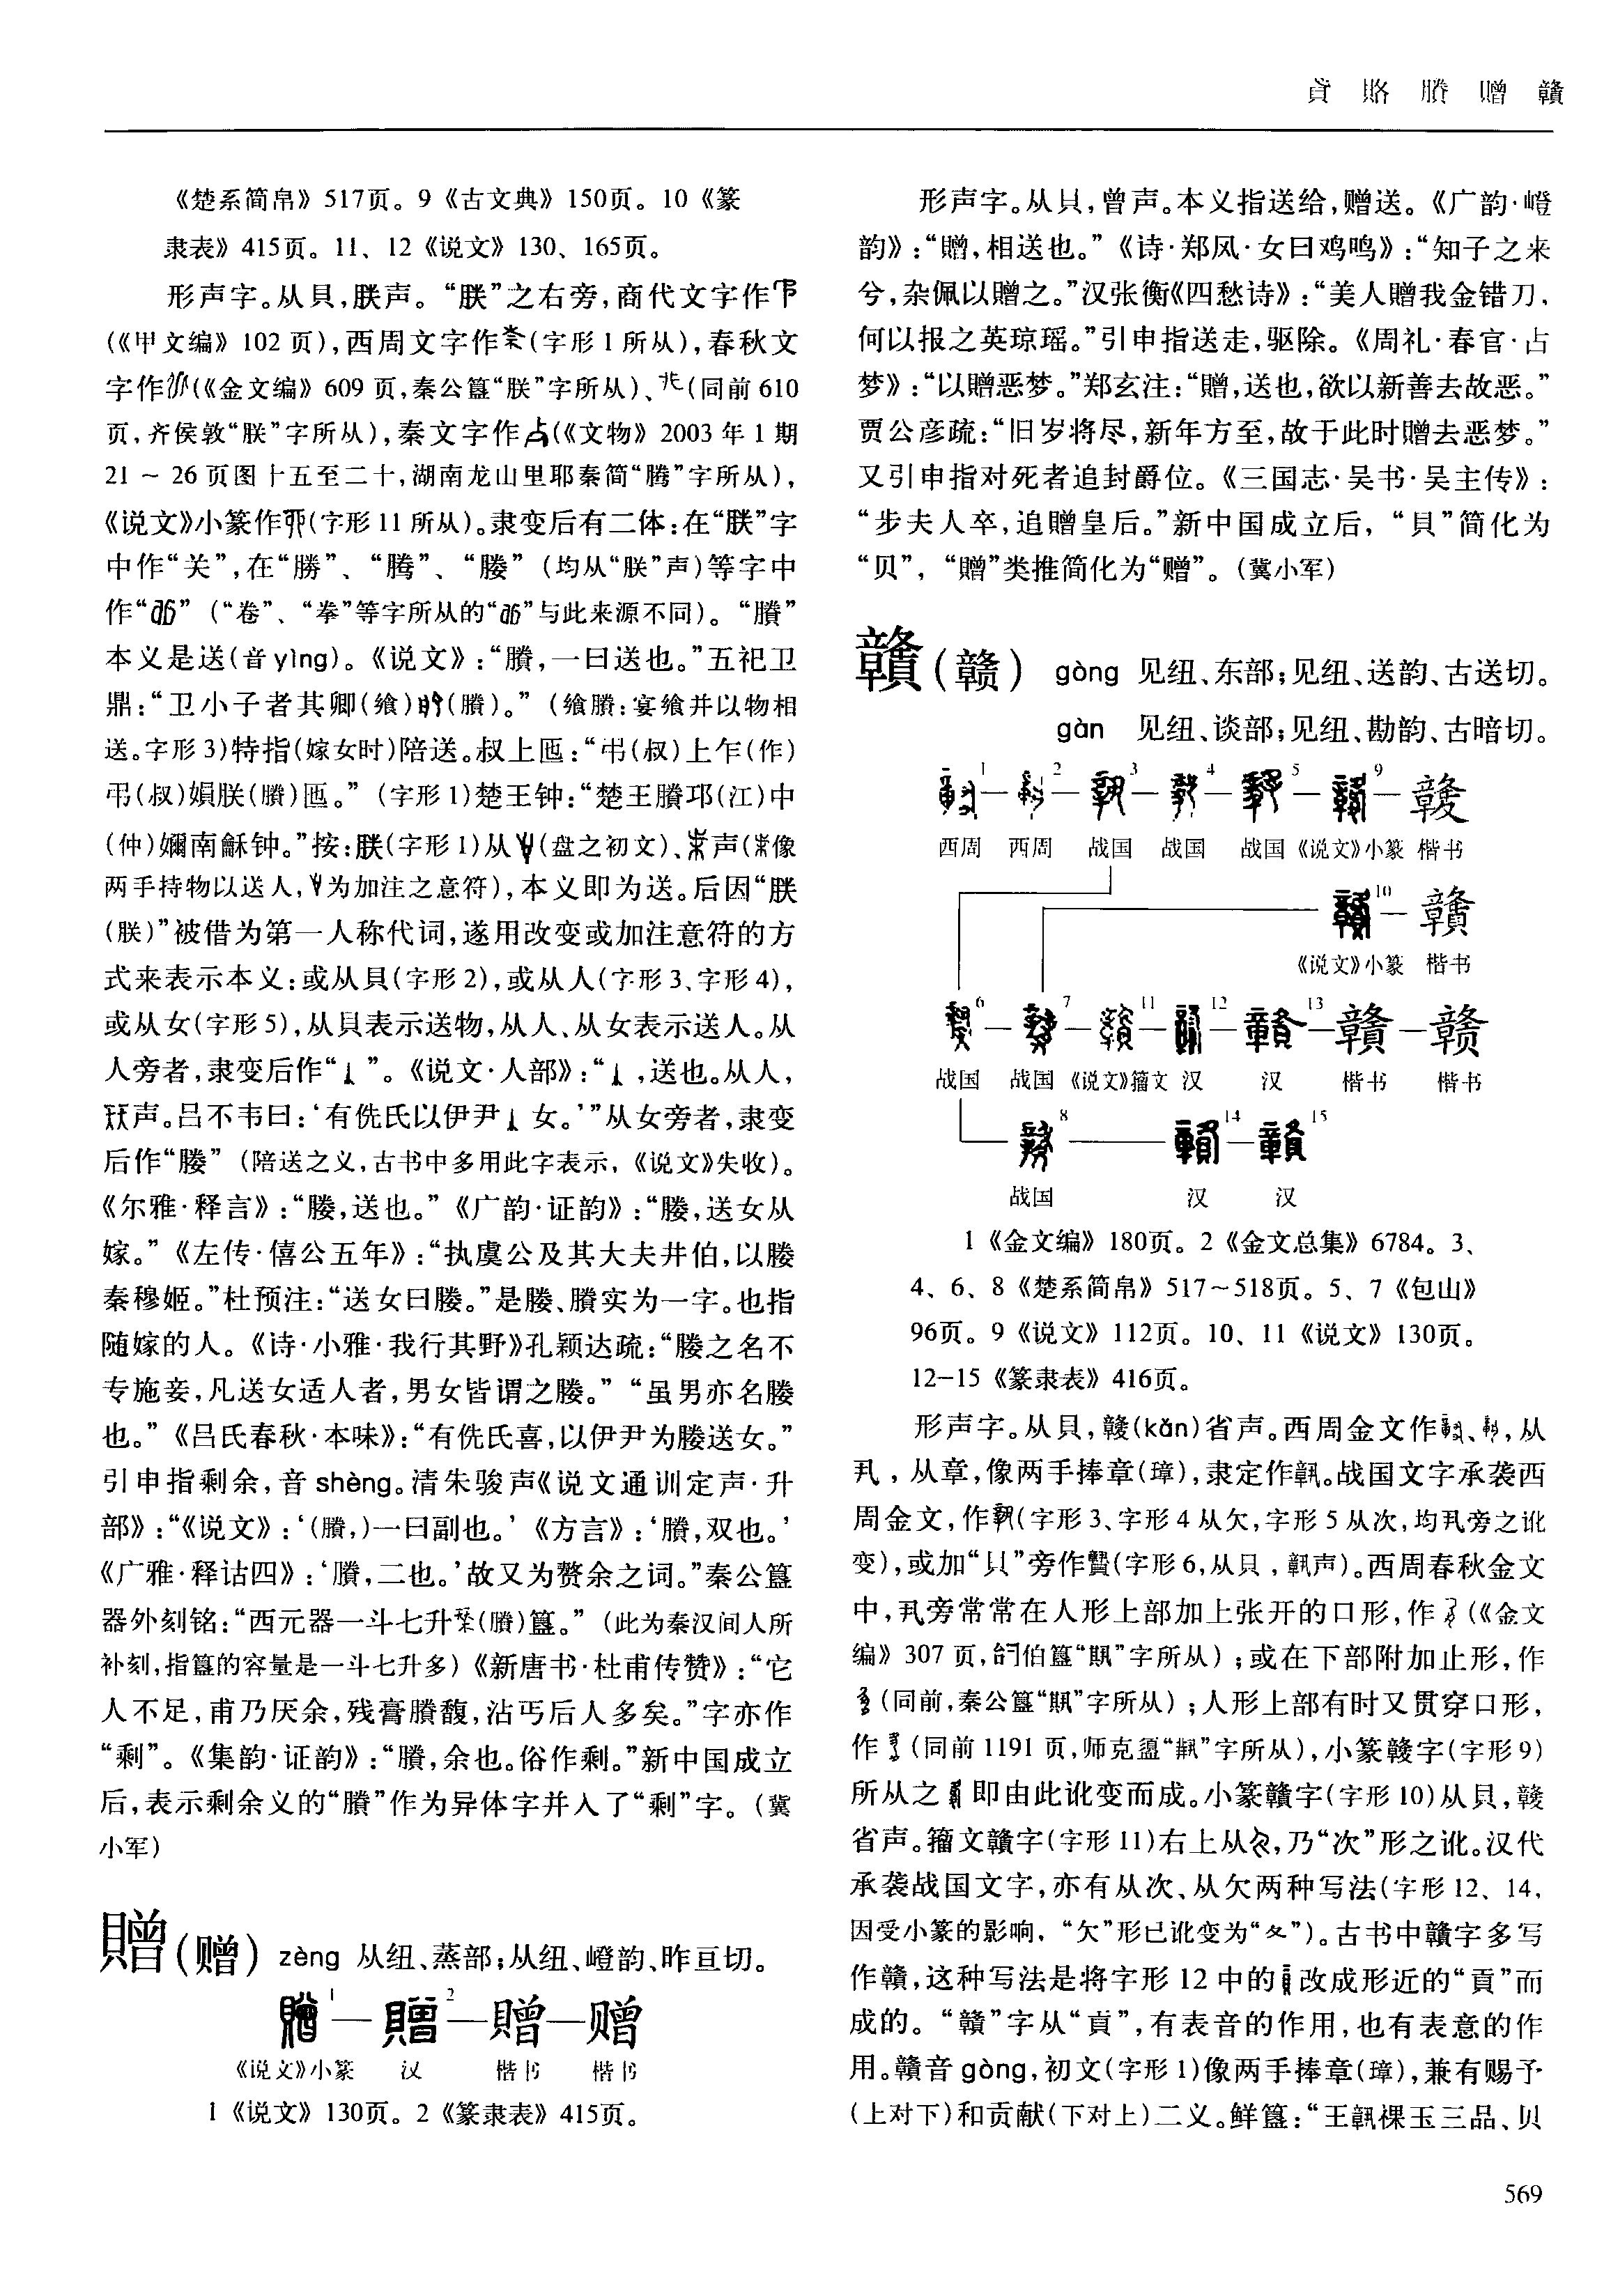 貣 賂 賸 贈 贛
《楚系简帛》517页。9《古文典》150页。10《篆
隶表》415页。11、12《说文》130、165页。
形声字。从貝,朕声。“朕”之右旁,商代文字作
(《甲文编》102页),西周文字作(字形1所从),春秋文
字作(《金文编》609页,秦公簋“朕”字所从)、(同前610
页,齐侯敦“朕”字所从),秦文字作(《文物》2003年1期
21~26页图十五至二十,湖南龙山里耶秦简“腾”字所从),
《说文》小篆作(字形11所从)。隶变后有二体:在“朕”字
中作“关”,在“勝”、“腾”、“媵”(均从“朕”声)等字中
作“”(“卷”、“拳”等字所从的“”与此来源不同)。“賸”
本义是送(音yìng)。《说文》:“賸,一曰送也。”五祀卫
鼎:“卫小子者其卿(飨)(賸)。”(飨賸:宴飨并以物相
送。字形3)特指(嫁女时)陪送。叔上匜:“弔(叔)上乍(作)
弔(叔)娟朕(賸)匜。”(字形1)楚王钟:“楚王賸邛(江)中
(仲)嬭南龢钟。”按:朕(字形1)从(盘之初文)、声(像
两手持物以送人,为加注之意符),本义即为送。后因“朕
(朕)”被借为第一人称代词,遂用改变或加注意符的方
式来表示本义:或从貝(字形2),或从人(字形3、字形4),
或从女(字形5),从貝表示送物,从人、从女表示送人。从
人旁者,隶变后作“”。《说文·人部》:“,送也。从人,
声。吕不韦曰:‘有侁氏以伊尹女。’”从女旁者,隶变
后作“媵”(陪送之义,古书中多用此字表示,《说文》失收)。
《尔雅·释言》:“媵,送也。”《广韵·证韵》:“媵,送女从
嫁。”《左传·僖公五年》:“执虞公及其大夫井伯,以媵
秦穆姬。”杜预注:“送女曰媵。”是媵、賸实为一字。也指
随嫁的人。《诗·小雅·我行其野》孔颖达疏:“媵之名不
专施妾,凡送女适人者,男女皆谓之媵。”“虽男亦名媵
也。”《吕氏春秋·本味》:“有侁氏喜,以伊尹为媵送女。”
引申指剩余,音shèng。清朱骏声《说文通训定声·升
部》:“《说文》:‘(賸,)一曰副也。’《方言》:‘賸,双也。’
《广雅·释诂四》:‘賸,二也。’故又为赘余之词。”秦公簋
器外刻铭:“西元器一斗七升(賸)簋。”(此为秦汉间人所
补刻,指簋的容量是一斗七升多)《新唐书·杜甫传赞》:“它
人不足,甫乃厌余,残膏賸馥,沾丐后人多矣。”字亦作
“剩”。《集韵·证韵》:“賸,余也。俗作剩。”新中国成立
后,表示剩余义的“賸”作为异体字并入了“剩”字。(冀
小军)
贈(赠) zèng 从纽、蒸部;从纽、嶝韵、昨亘切。
贈1—贈2—贈—赠
《说文》小篆 汉 楷书 楷书
1《说文》130页。2《篆隶表》415页。
形声字。从貝,曾声。本义指送给,赠送。《广韵·嶝
韵》:“贈,相送也。”《诗·郑风·女曰鸡鸣》:“知子之来
兮,杂佩以贈之。”汉张衡《四愁诗》:“美人贈我金错刀,
何以报之英琼瑶。”引申指送走,驱除。《周礼·春官·占
梦》:“以贈恶梦。”郑玄注:“贈,送也,欲以新善去故恶。”
贾公彦疏:“旧岁将尽,新年方至,故于此时贈去恶梦。”
又引申指对死者追封爵位。《三国志·吴书·吴主传》:
“步夫人卒,追贈皇后。”新中国成立后,“貝”简化为
“贝”,“贈”类推简化为“赠”。(冀小军)
贛(赣) gòng 见纽、东部;见纽、送韵、古送切。
gàn 见纽、谈部;见纽、勘韵、古暗切。
1 2 3 4 5 9 竷
西周 西周 战国 战国 战国 《说文》小篆 楷书
10 贛
《说文》小篆 楷书
6 7 11 12 13 贛—赣
战国 战国 《说文》籀文 汉 汉 楷书 楷书
8 14 15
战国 汉 汉
1《金文编》180页。2《金文总集》6784。3、
4、6、8《楚系简帛》517~518页。5、7《包山》
96页。9《说文》112页。10、11《说文》130页。
12-15《篆隶表》416页。
形声字。从貝,竷(kǎn)省声。西周金文作、,从
丮,从章,像两手捧章(璋),隶定作。战国文字承袭西
周金文,作(字形3、字形4从欠,字形5从次,均丮旁之讹
变),或加“貝”旁作(字形6,从貝,声)。西周春秋金文
中,丮旁常常在人形上部加上张开的口形,作(《金文
编》307页,伯簋“”字所从);或在下部附加止形,作
(同前,秦公簋“”字所从);人形上部有时又贯穿口形,
作(同前1191页,师克盨“”字所从),小篆竷字(字形9)
所从之即由此讹变而成。小篆贛字(字形10)从貝,竷
省声。籀文贛字(字形11)右上从,乃“次”形之讹。汉代
承袭战国文字,亦有从次、从欠两种写法(字形12、14,
因受小篆的影响,“欠”形已讹变为“夂”)。古书中贛字多写
作贛,这种写法是将字形12中的改成形近的“貢”而
成的。“贛”字从“貢”,有表音的作用,也有表意的作
用。贛音gòng,初文(字形1)像两手捧章(璋),兼有赐予
(上对下)和贡献(下对上)二义。鲜簋:“王祼玉三品、贝
569